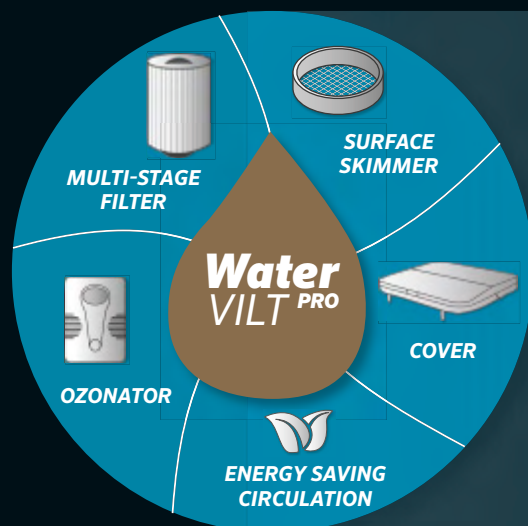 MULTI-STAGE
FILTER
SURFACE
SKIMMER
Water
VILT PRO
COVER
OZONATOR
ENERGY SAVING
CIRCULATION